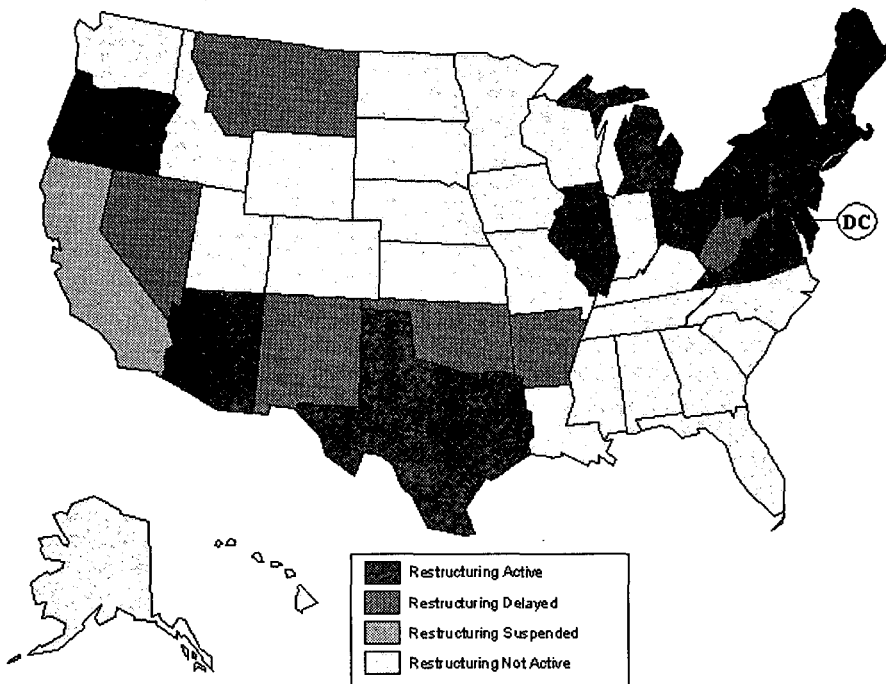 DC
Restructuring Active
Restructuring Delayed
Restructuring Suspended
Restructuring Not Active